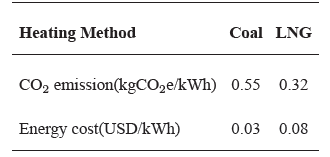 Heating Method Coal LNG
CO₂ emission(kgCO₂e/kWh) 0.55 0.32
Energy cost(USD/kWh) 0.03 0.08